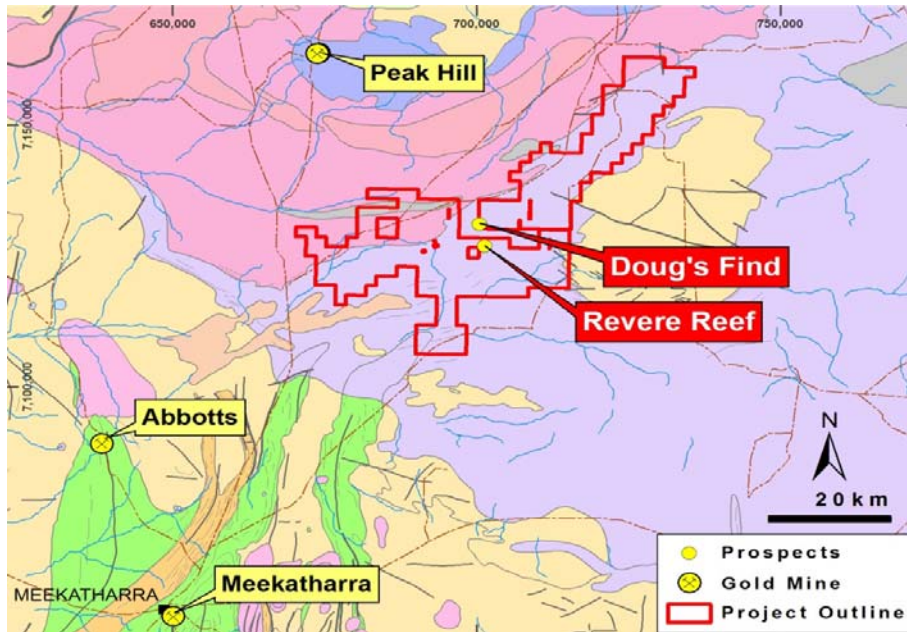 650,000
700,000
750,000
Peak Hill
7,150,000
Doug's Find
Revere Reef
7,100,000
Abbotts
N
20 km
MEEKATHARRA
Meekatharra
Prospects
Gold Mine
Project Outline